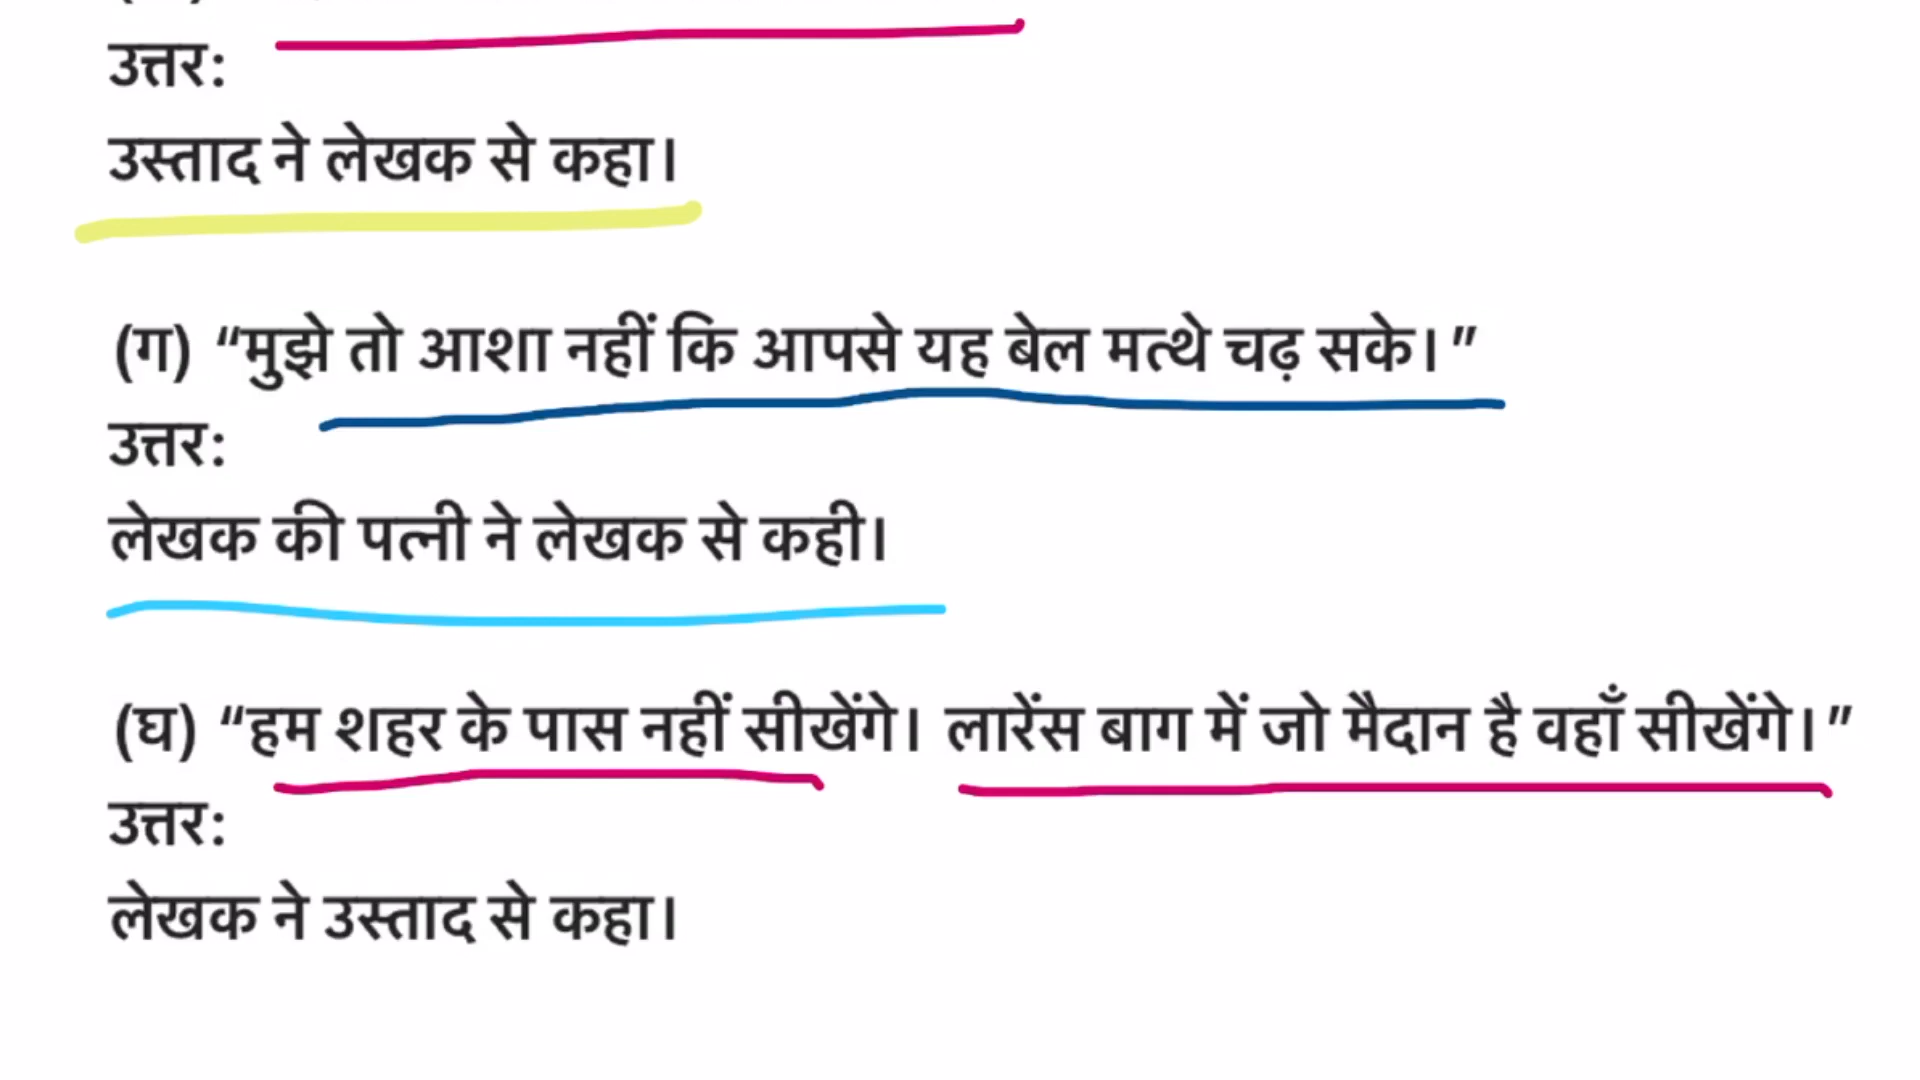 उत्तर:
उस्ताद ने लेखक से कहा।
(ग) “मुझे तो आशा नहीं कि आपसे यह बेल मत्थे चढ़ सके।”
उत्तर:
लेखक की पत्नी ने लेखक से कही।
(घ) “हम शहर के पास नहीं सीखेंगे। लारेंस बाग में जो मैदान है वहाँ सीखेंगे।”
उत्तर:
लेखक ने उस्ताद से कहा।